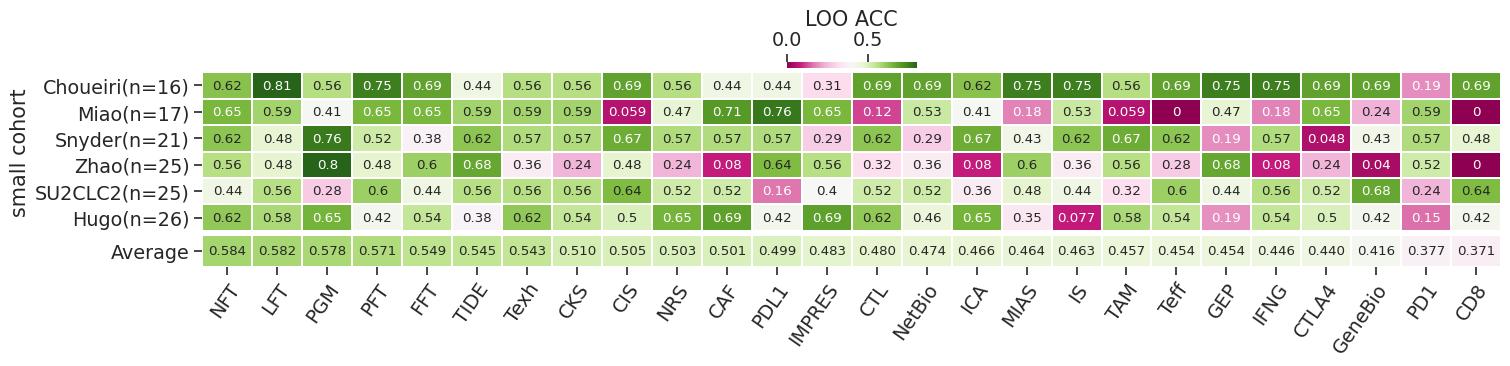 LOO ACC
0.0 0.5
small cohort
Choueiri(n=16) 0.62 0.81 0.56 0.75 0.69 0.44 0.56 0.56 0.69 0.56 0.44 0.44 0.31 0.69 0.69 0.62 0.75 0.75 0.56 0.69 0.75 0.75 0.69 0.69 0.19 0.69
Miao(n=17) 0.65 0.59 0.41 0.65 0.65 0.59 0.59 0.59 0.059 0.47 0.71 0.76 0.65 0.12 0.53 0.41 0.18 0.53 0.059 0 0.47 0.18 0.65 0.24 0.59 0
Snyder(n=21) 0.62 0.48 0.76 0.52 0.38 0.62 0.57 0.57 0.67 0.57 0.57 0.57 0.29 0.62 0.29 0.67 0.43 0.62 0.67 0.62 0.19 0.57 0.048 0.43 0.57 0.48
Zhao(n=25) 0.56 0.48 0.8 0.48 0.6 0.68 0.36 0.24 0.48 0.24 0.08 0.64 0.56 0.32 0.36 0.08 0.6 0.36 0.56 0.28 0.68 0.08 0.24 0.04 0.52 0
SU2CLC2(n=25) 0.44 0.56 0.28 0.6 0.44 0.56 0.56 0.56 0.64 0.52 0.52 0.16 0.4 0.52 0.52 0.36 0.48 0.44 0.32 0.6 0.44 0.56 0.52 0.68 0.24 0.64
Hugo(n=26) 0.62 0.58 0.65 0.42 0.54 0.38 0.62 0.54 0.5 0.65 0.69 0.42 0.69 0.62 0.46 0.65 0.35 0.077 0.58 0.54 0.19 0.54 0.5 0.42 0.15 0.42
Average 0.584 0.582 0.578 0.571 0.549 0.545 0.543 0.510 0.505 0.503 0.501 0.499 0.483 0.480 0.474 0.466 0.464 0.463 0.457 0.454 0.454 0.446 0.440 0.416 0.377 0.371
NFT LFT PGM PFT FFT TIDE Texh CKS CIS NRS CAF PDL1 IMPRES CTL NetBio ICA MIAS IS TAM Teff GEP IFNG CTLA4 GeneBio PD1 CD8